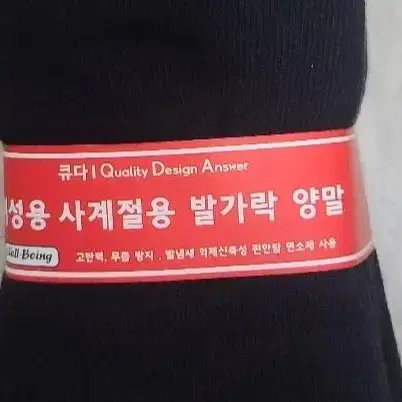 큐다 | Quality Design Answer
성용 사계절용 발가락 양말
Well-Being
고탄력, 무좀 방지, 발냄새 억제신축성 편안함 면소재 사용